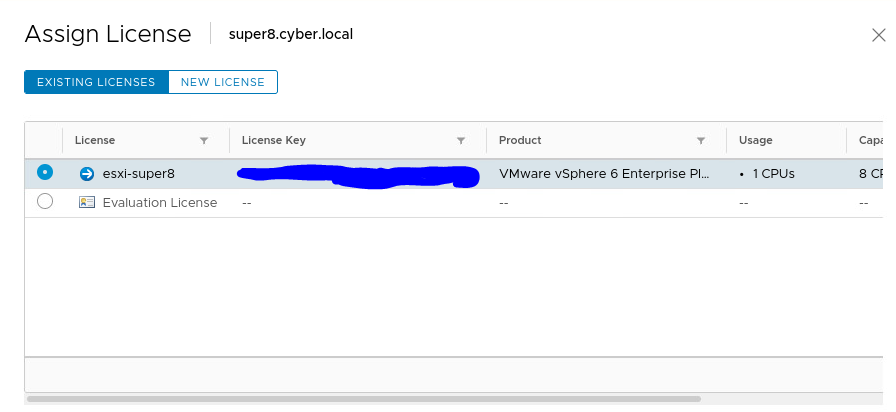 Assign License super8.cyber.local
EXISTING LICENSES NEW LICENSE
License License Key Product Usage Capa
esxi-super8 VMware vSphere 6 Enterprise Pl... • 1 CPUs 8 CP
Evaluation License -- -- -- --